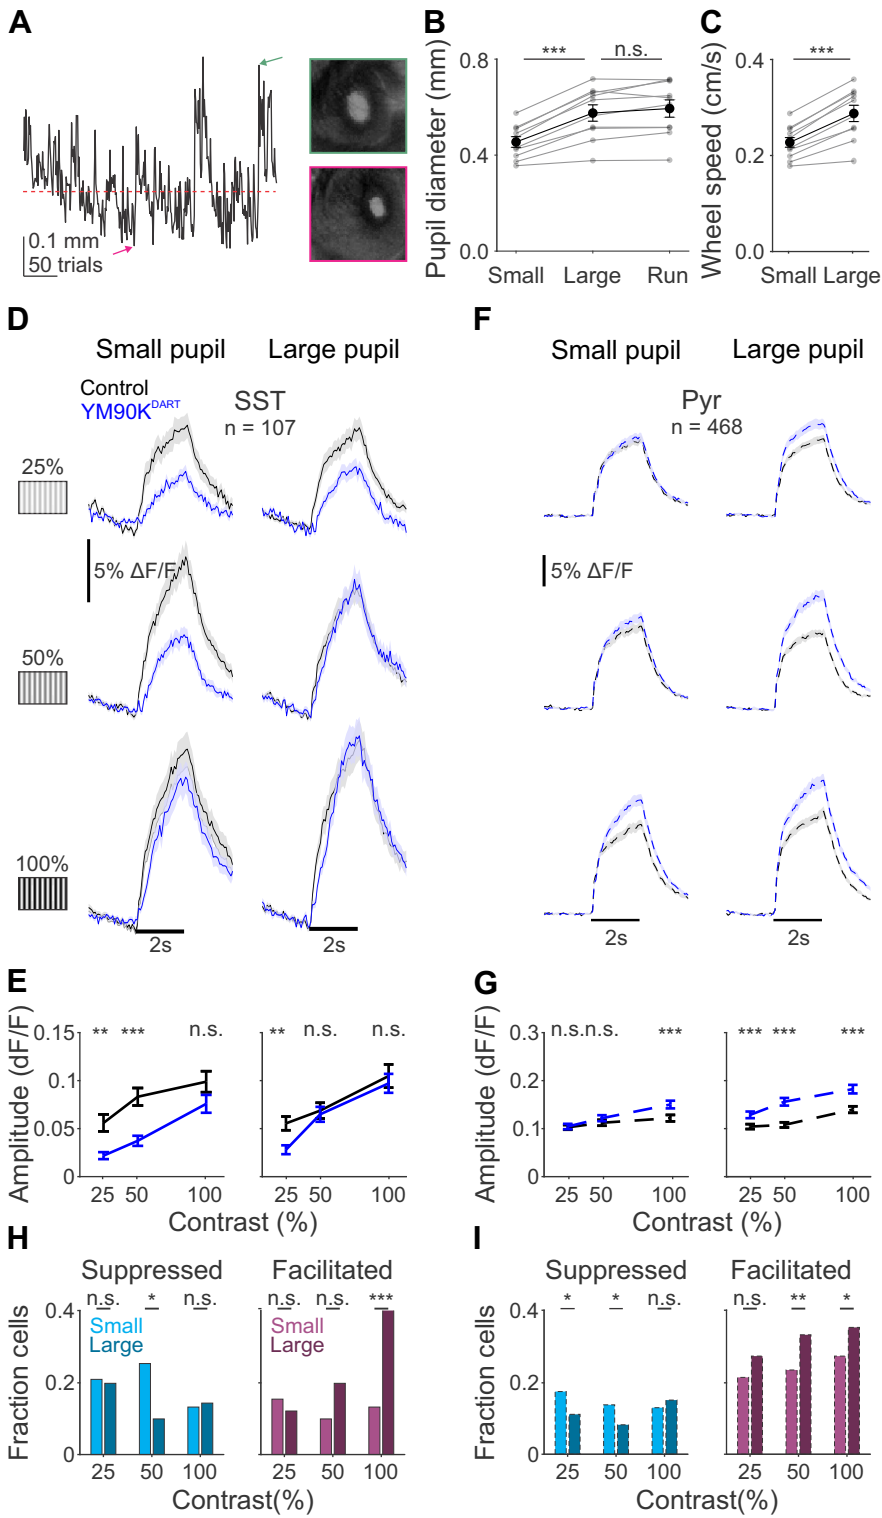 A
0.1 mm
50 trials
B
Pupil diameter (mm)
0.8
0.4
0.0
***
n.s.
Small Large Run
C
Wheel speed (cm/s)
0.4
0.2
0.0
***
Small Large
D
Small pupil Large pupil
Control
YM90K^DART
SST
n = 107
25%
5% ΔF/F
50%
100%
2s 2s
F
Small pupil Large pupil
Pyr
n = 468
5% ΔF/F
2s 2s
E
Amplitude (dF/F)
0.15
0.1
0.05
0
** *** n.s.
** n.s. n.s.
25 50 100
25 50 100
Contrast (%)
G
Amplitude (dF/F)
0.3
0.2
0.1
0
n.s. n.s. ***
*** *** ***
25 50 100
25 50 100
Contrast (%)
H
Suppressed Facilitated
Fraction cells
0.4
0.2
0
n.s. * n.s.
n.s. n.s. ***
Small
Large
Small
Large
25 50 100
25 50 100
Contrast(%)
I
Suppressed Facilitated
Fraction cells
0.4
0.2
0
* * n.s.
n.s. ** *
25 50 100
25 50 100
Contrast(%)